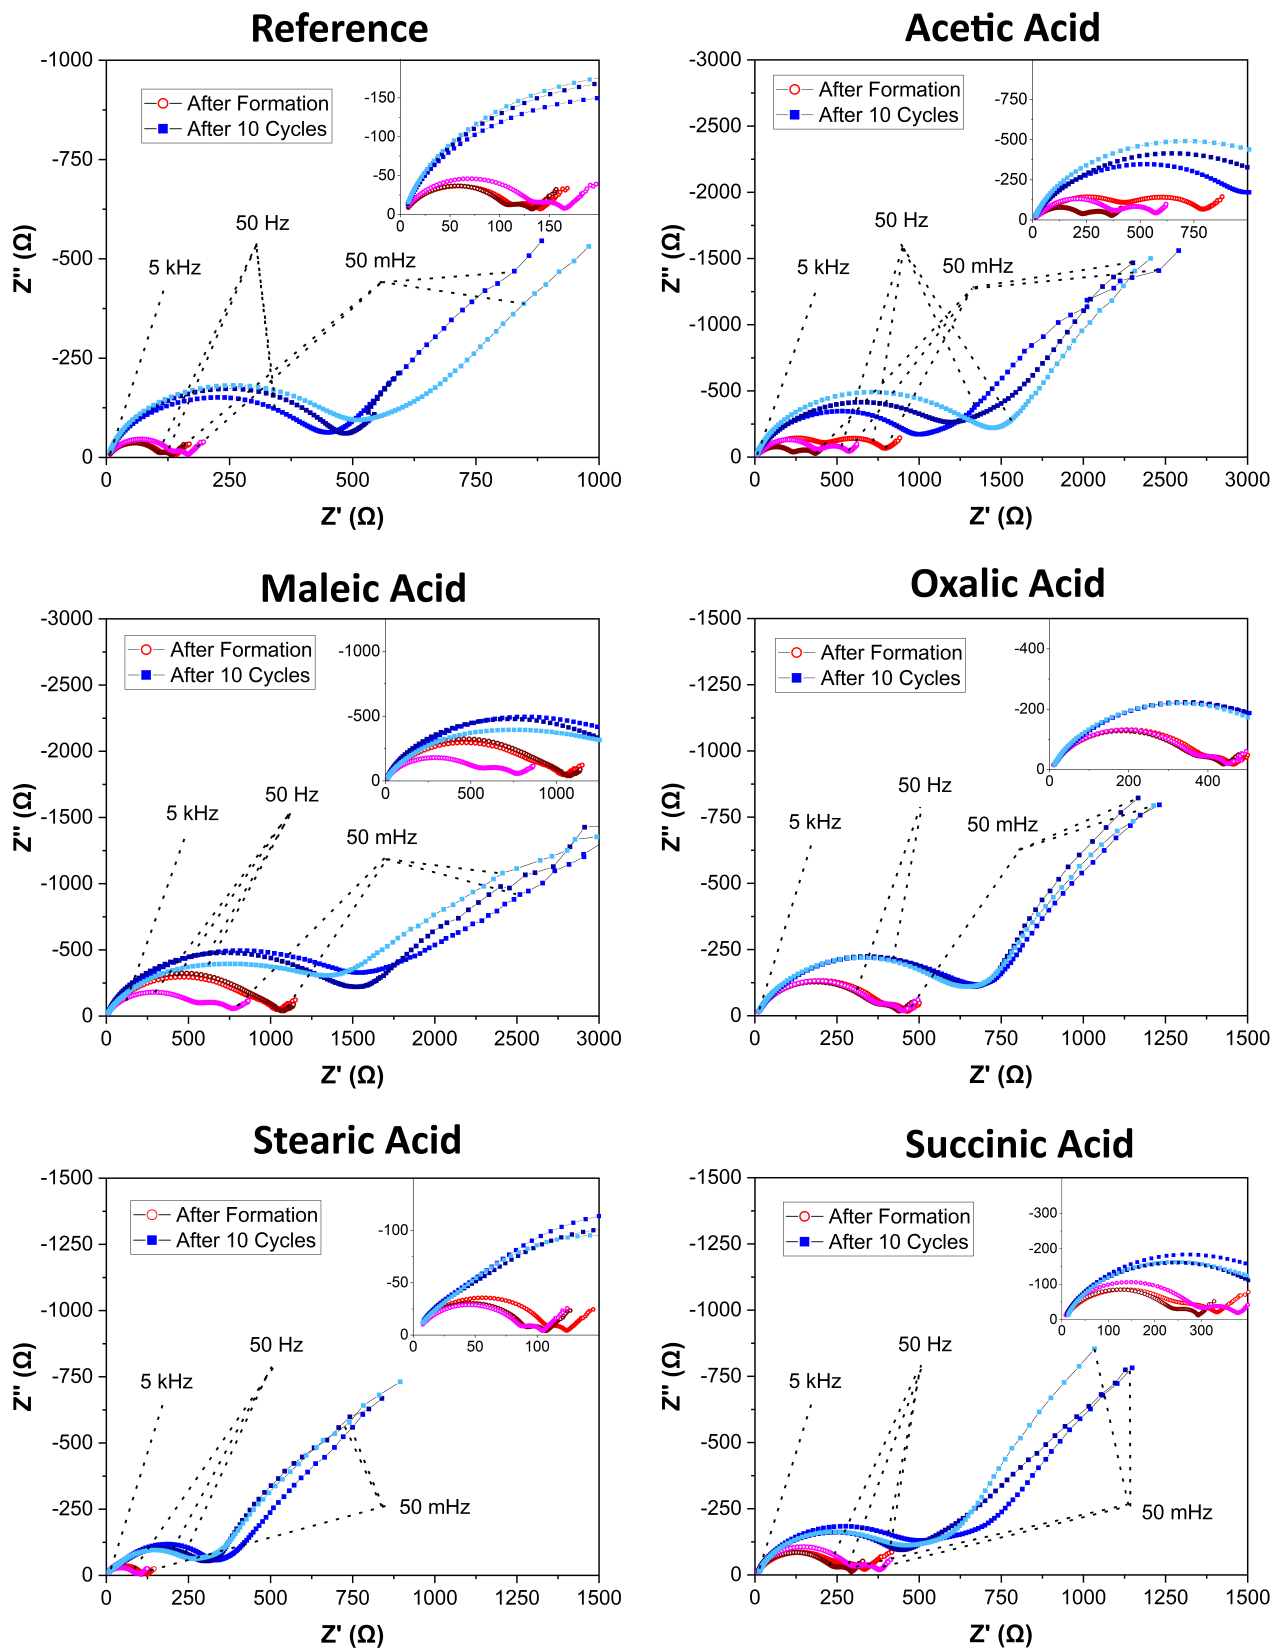 Reference
-1000
-750
-500
-250
0
Z'' (Ω)
After Formation
After 10 Cycles
-150
-100
-50
0
0
50
100
150
50 Hz
5 kHz
50 mHz
0
250
500
750
1000
Z' (Ω)
Acetic Acid
-3000
-2500
-2000
-1500
-1000
-500
0
Z'' (Ω)
After Formation
After 10 Cycles
-750
-500
-250
0
0
250
500
750
50 Hz
5 kHz
50 mHz
0
500
1000
1500
2000
2500
3000
Z' (Ω)
Maleic Acid
-3000
-2500
-2000
-1500
-1000
-500
0
Z'' (Ω)
After Formation
After 10 Cycles
-1000
-500
0
0
500
1000
50 Hz
5 kHz
50 mHz
0
500
1000
1500
2000
2500
3000
Z' (Ω)
Oxalic Acid
-1500
-1250
-1000
-750
-500
-250
0
Z'' (Ω)
After Formation
After 10 Cycles
-400
-200
0
0
200
400
50 Hz
5 kHz
50 mHz
0
250
500
750
1000
1250
1500
Z' (Ω)
Stearic Acid
-1500
-1250
-1000
-750
-500
-250
0
Z'' (Ω)
After Formation
After 10 Cycles
-100
-50
0
0
50
100
50 Hz
5 kHz
50 mHz
0
250
500
750
1000
1250
1500
Z' (Ω)
Succinic Acid
-1500
-1250
-1000
-750
-500
-250
0
Z'' (Ω)
After Formation
After 10 Cycles
-300
-200
-100
0
0
100
200
300
50 Hz
5 kHz
50 mHz
0
250
500
750
1000
1250
1500
Z' (Ω)